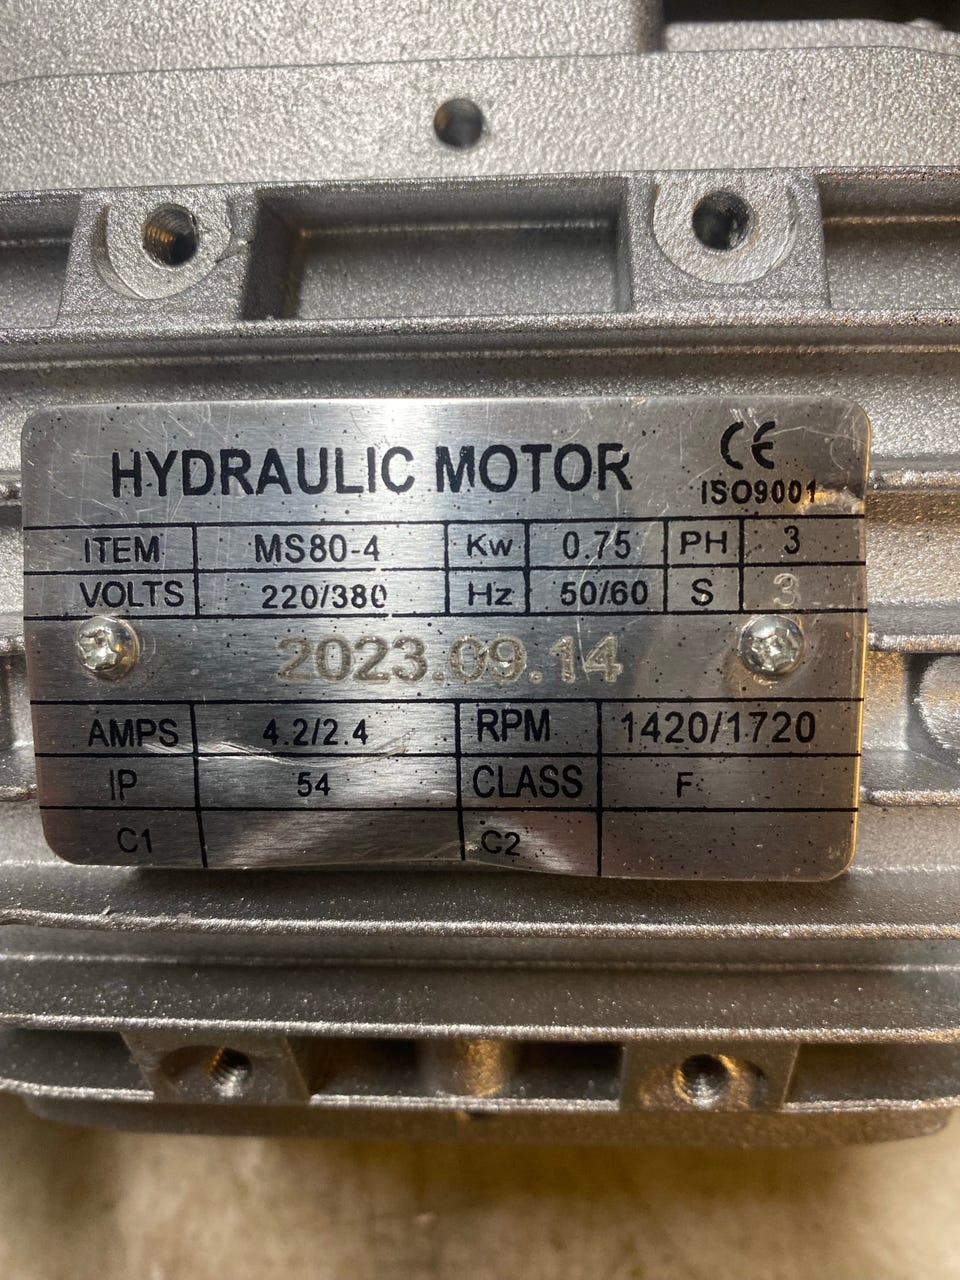 HYDRAULIC MOTOR CE
ISO9001
ITEM MS80-4 Kw 0.75 PH 3
VOLTS 220/380 Hz 50/60 S 3
2023.09.14
AMPS 4.2/2.4 RPM 1420/1720
IP 54 CLASS F
C1 C2